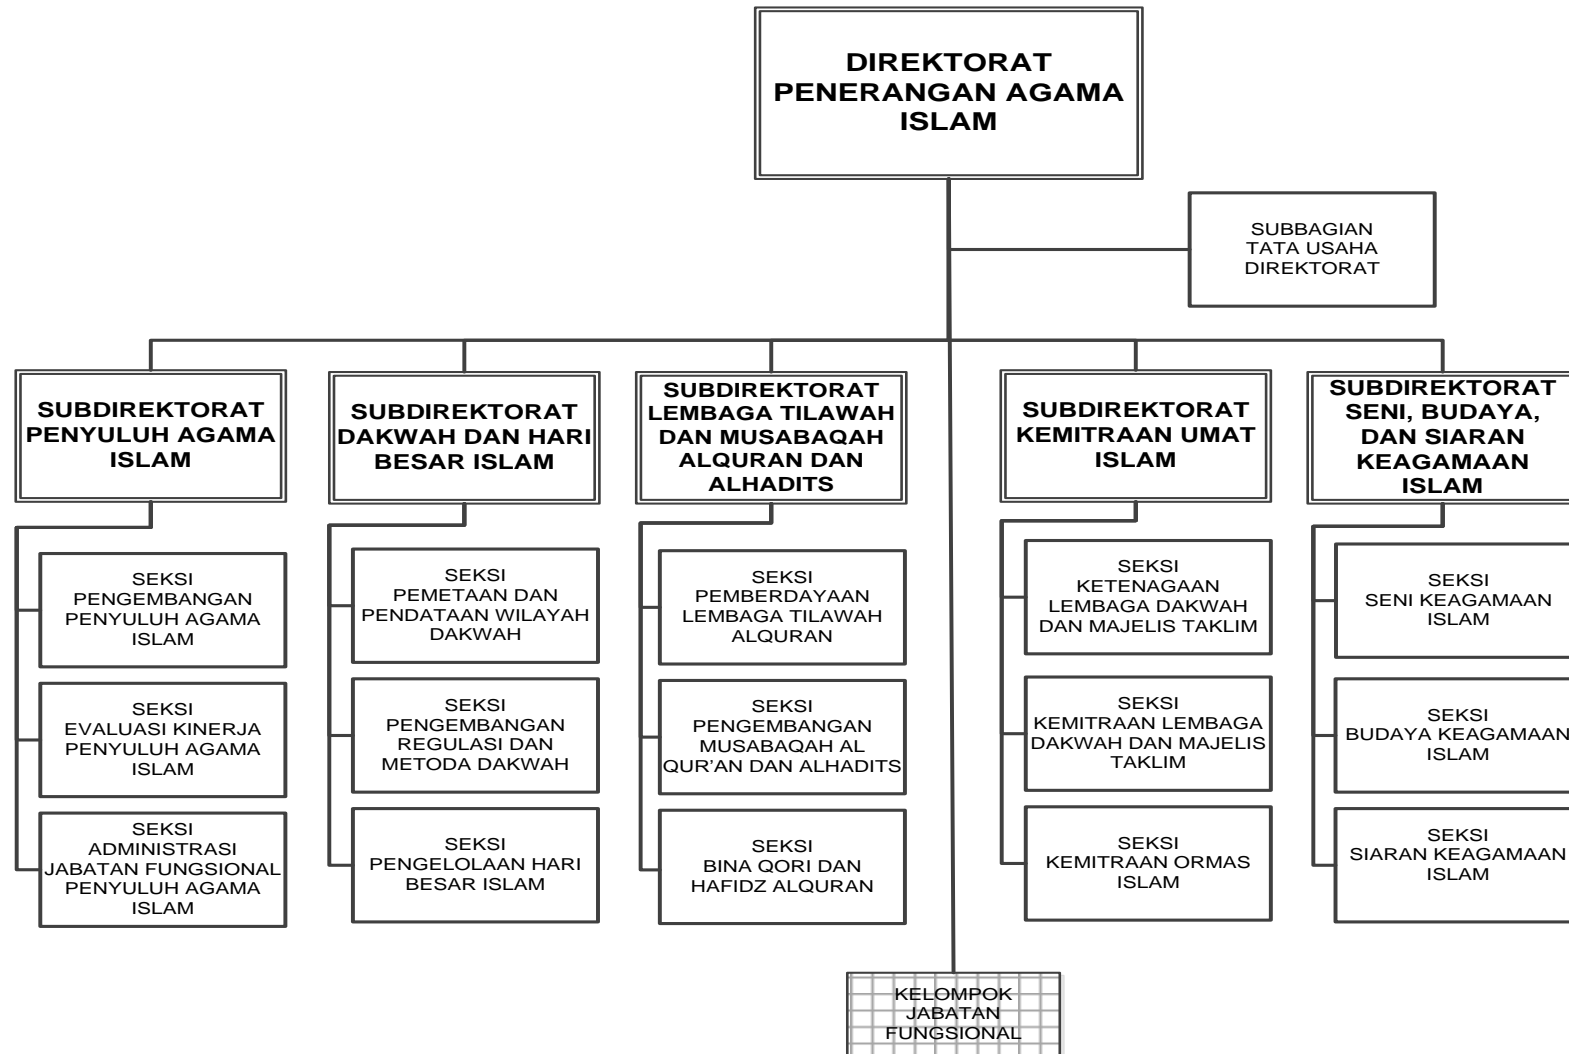 DIREKTORAT
PENERANGAN AGAMA
ISLAM
SUBBAGIAN
TATA USAHA
DIREKTORAT
SUBDIREKTORAT
PENYULUH AGAMA
ISLAM
SEKSI
PENGEMBANGAN
PENYULUH AGAMA
ISLAM
SEKSI
EVALUASI KINERJA
PENYULUH AGAMA
ISLAM
SEKSI
ADMINISTRASI
JABATAN FUNGSIONAL
PENYULUH AGAMA
ISLAM
SUBDIREKTORAT
DAKWAH DAN HARI
BESAR ISLAM
SEKSI
PEMETAAN DAN
PENDATAAN WILAYAH
DAKWAH
SEKSI
PENGEMBANGAN
REGULASI DAN
METODA DAKWAH
SEKSI
PENGELOLAAN HARI
BESAR ISLAM
SUBDIREKTORAT
LEMBAGA TILAWAH
DAN MUSABAQAH
ALQURAN DAN
ALHADITS
SEKSI
PEMBERDAYAAN
LEMBAGA TILAWAH
ALQURAN
SEKSI
PENGEMBANGAN
MUSABAQAH AL
QUR'AN DAN ALHADITS
SEKSI
BINA QORI DAN
HAFIDZ ALQURAN
SUBDIREKTORAT
KEMITRAAN UMAT
ISLAM
SEKSI
KETENAGAAN
LEMBAGA DAKWAH
DAN MAJELIS TAKLIM
SEKSI
KEMITRAAN LEMBAGA
DAKWAH DAN MAJELIS
TAKLIM
SEKSI
KEMITRAAN ORMAS
ISLAM
SUBDIREKTORAT
SENI, BUDAYA,
DAN SIARAN
KEAGAMAAN
ISLAM
SEKSI
SENI KEAGAMAAN
ISLAM
SEKSI
BUDAYA KEAGAMAAN
ISLAM
SEKSI
SIARAN KEAGAMAAN
ISLAM
KELOMPOK
JABATAN
FUNGSIONAL